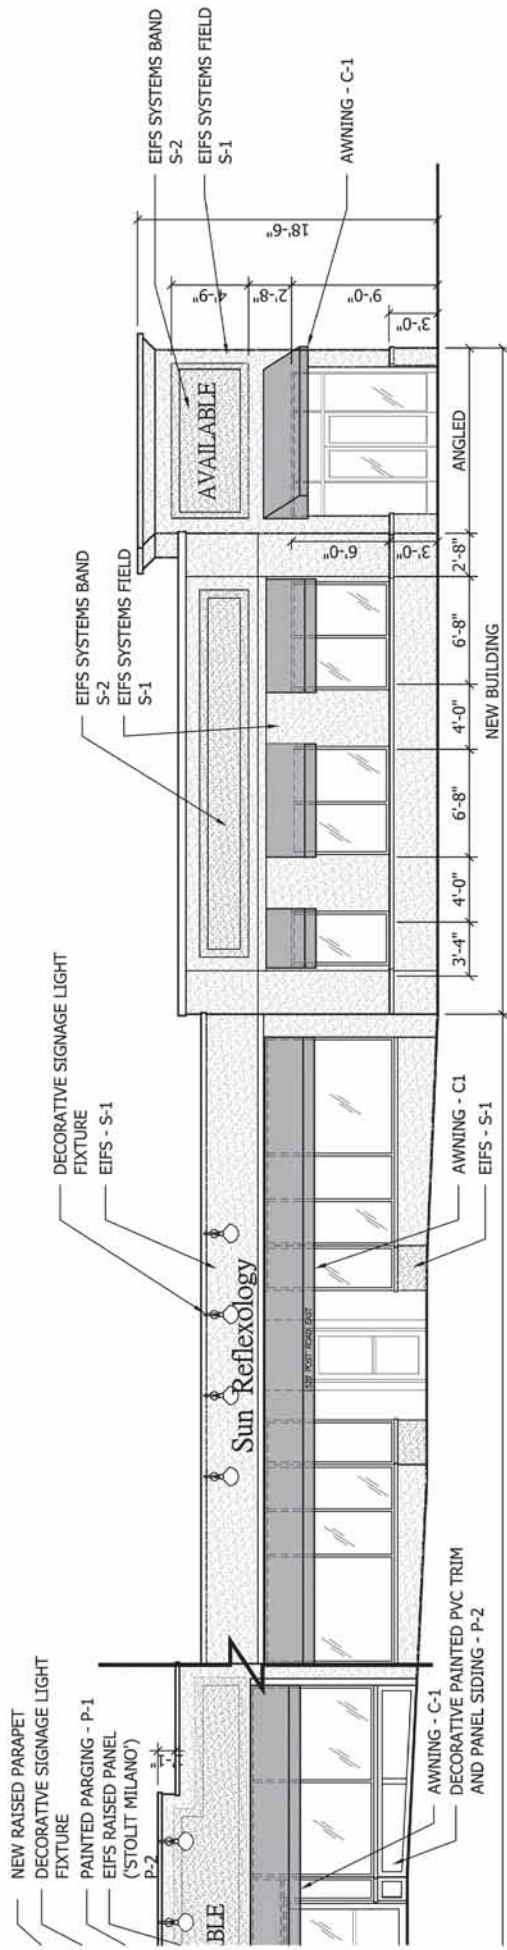 NEW RAISED PARAPET
DECORATIVE SIGNAGE LIGHT
FIXTURE
PAINTED PARGING - P-1
EIFS RAISED PANEL
('STOLIT MILANO')
P-2
BLE
AWNING - C-1
DECORATIVE PAINTED PVC TRIM
AND PANEL SIDING - P-2
DECORATIVE SIGNAGE LIGHT
FIXTURE
EIFS - S-1
Sun Reflexology
529 POST ROAD EAST
AWNING - C1
EIFS - S-1
EIFS SYSTEMS BAND
S-2
EIFS SYSTEMS FIELD
S-1
3'-4"
4'-0"
6'-8"
4'-0"
6'-8"
2'-8"
ANGLED
NEW BUILDING
6'-0"
3'-0"
AVAILABLE
EIFS SYSTEMS BAND
S-2
EIFS SYSTEMS FIELD
S-1
AWNING - C-1
18'-6"
4'-9"
2'-8"
9'-0"
3'-0"